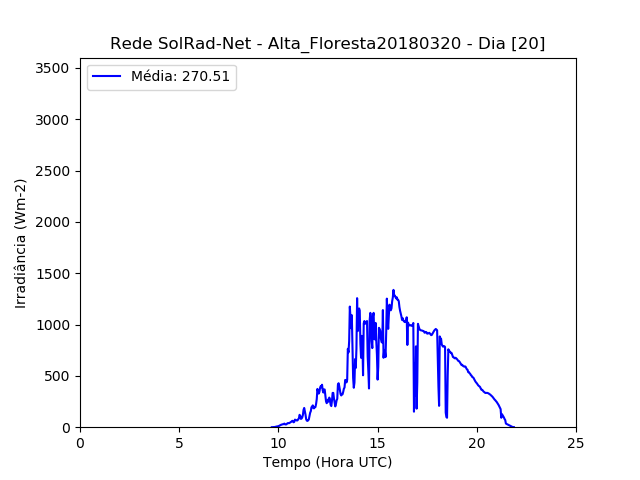 Rede SolRad-Net - Alta_Floresta20180320 - Dia [20]
Média: 270.51
3500
3000
2500
2000
1500
1000
500
0
Irradiância (Wm-2)
0 5 10 15 20 25
Tempo (Hora UTC)